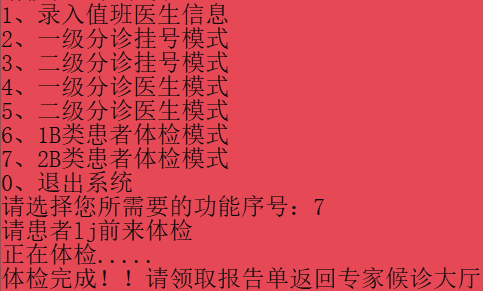 1、录入值班医生信息
2、一级分诊挂号模式
3、二级分诊挂号模式
4、一级分诊医生模式
5、二级分诊医生模式
6、1B类患者体检模式
7、2B类患者体检模式
0、退出系统
请选择您所需要的功能序号：7
请患者lj前来体检
正在体检.....
体检完成！！请领取报告单返回专家候诊大厅